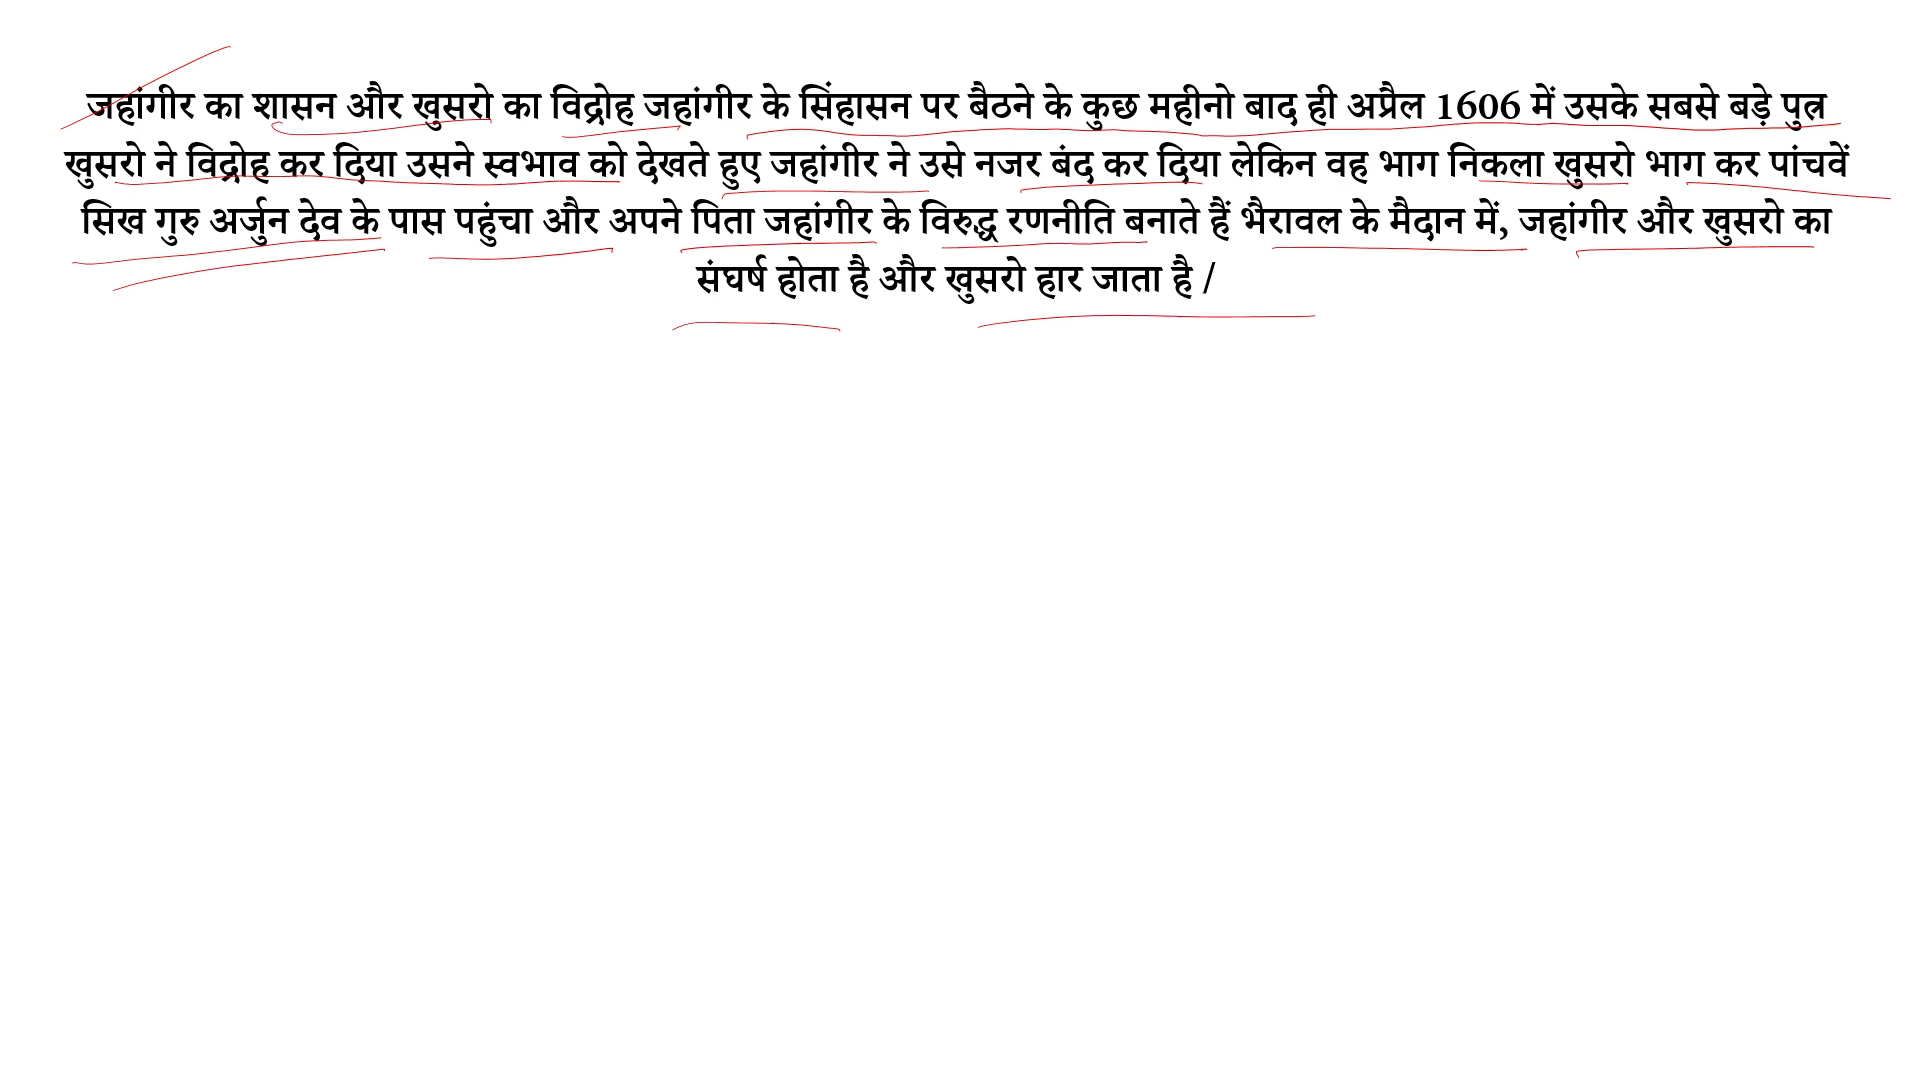 जहांगीर का शासन और खुसरो का विद्रोह जहांगीर के सिंहासन पर बैठने के कुछ महीनो बाद ही अप्रैल 1606 में उसके सबसे बड़े पुत्र
खुसरो ने विद्रोह कर दिया उसने स्वभाव को देखते हुए जहांगीर ने उसे नजर बंद कर दिया लेकिन वह भाग निकला खुसरो भाग कर पांचवें
सिख गुरु अर्जुन देव के पास पहुंचा और अपने पिता जहांगीर के विरुद्ध रणनीति बनाते हैं भैरावल के मैदान में, जहांगीर और खुसरो का
संघर्ष होता है और खुसरो हार जाता है /